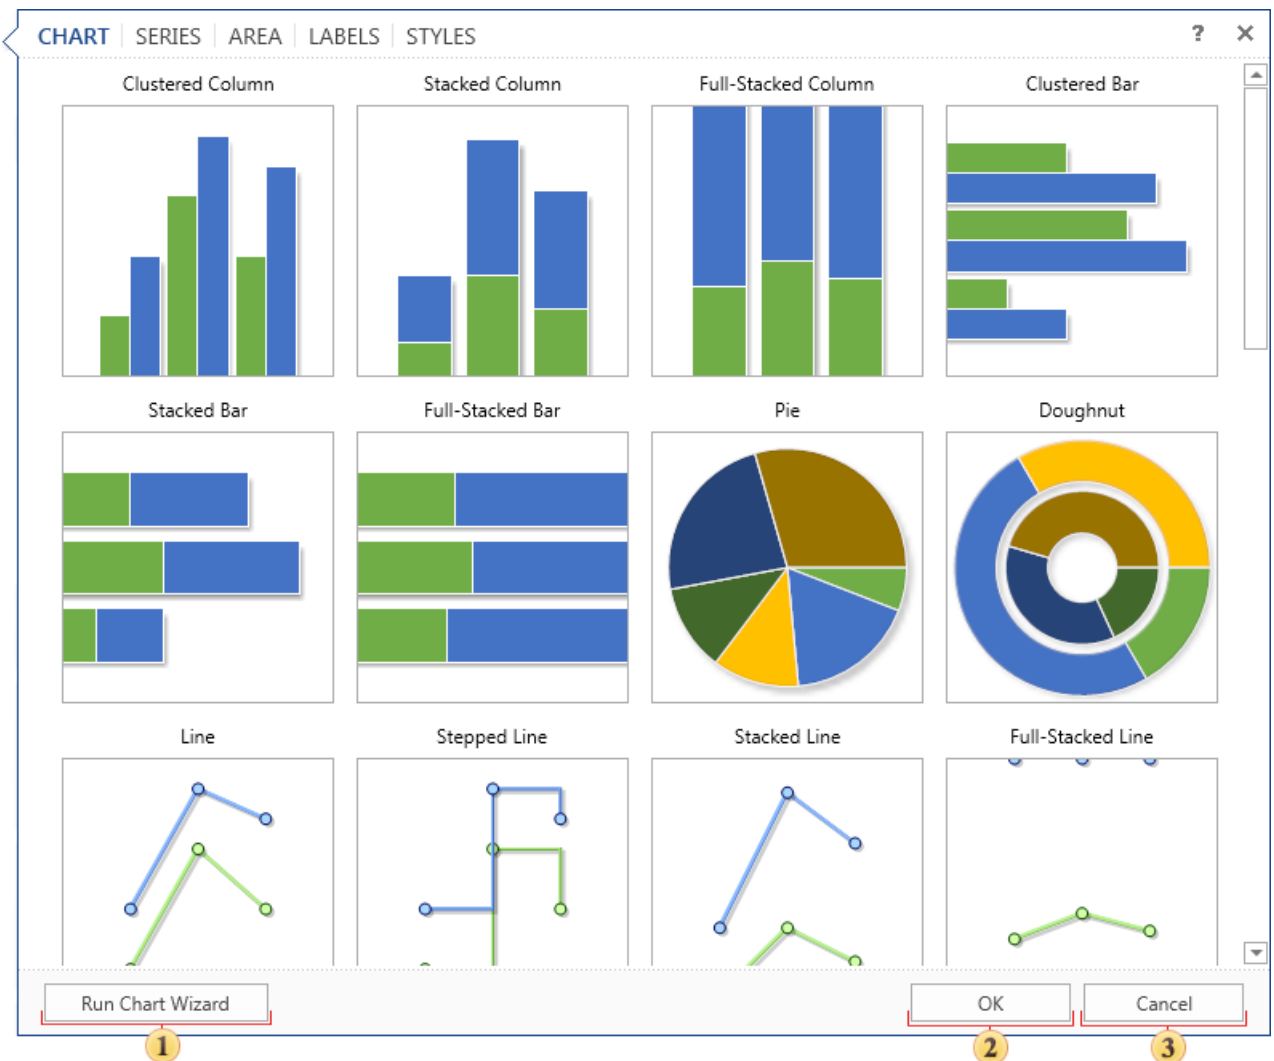 CHART SERIES AREA LABELS STYLES ? ×
Clustered Column Stacked Column Full-Stacked Column Clustered Bar
Stacked Bar Full-Stacked Bar Pie Doughnut
Line Stepped Line Stacked Line Full-Stacked Line
Run Chart Wizard OK Cancel
1 2 3